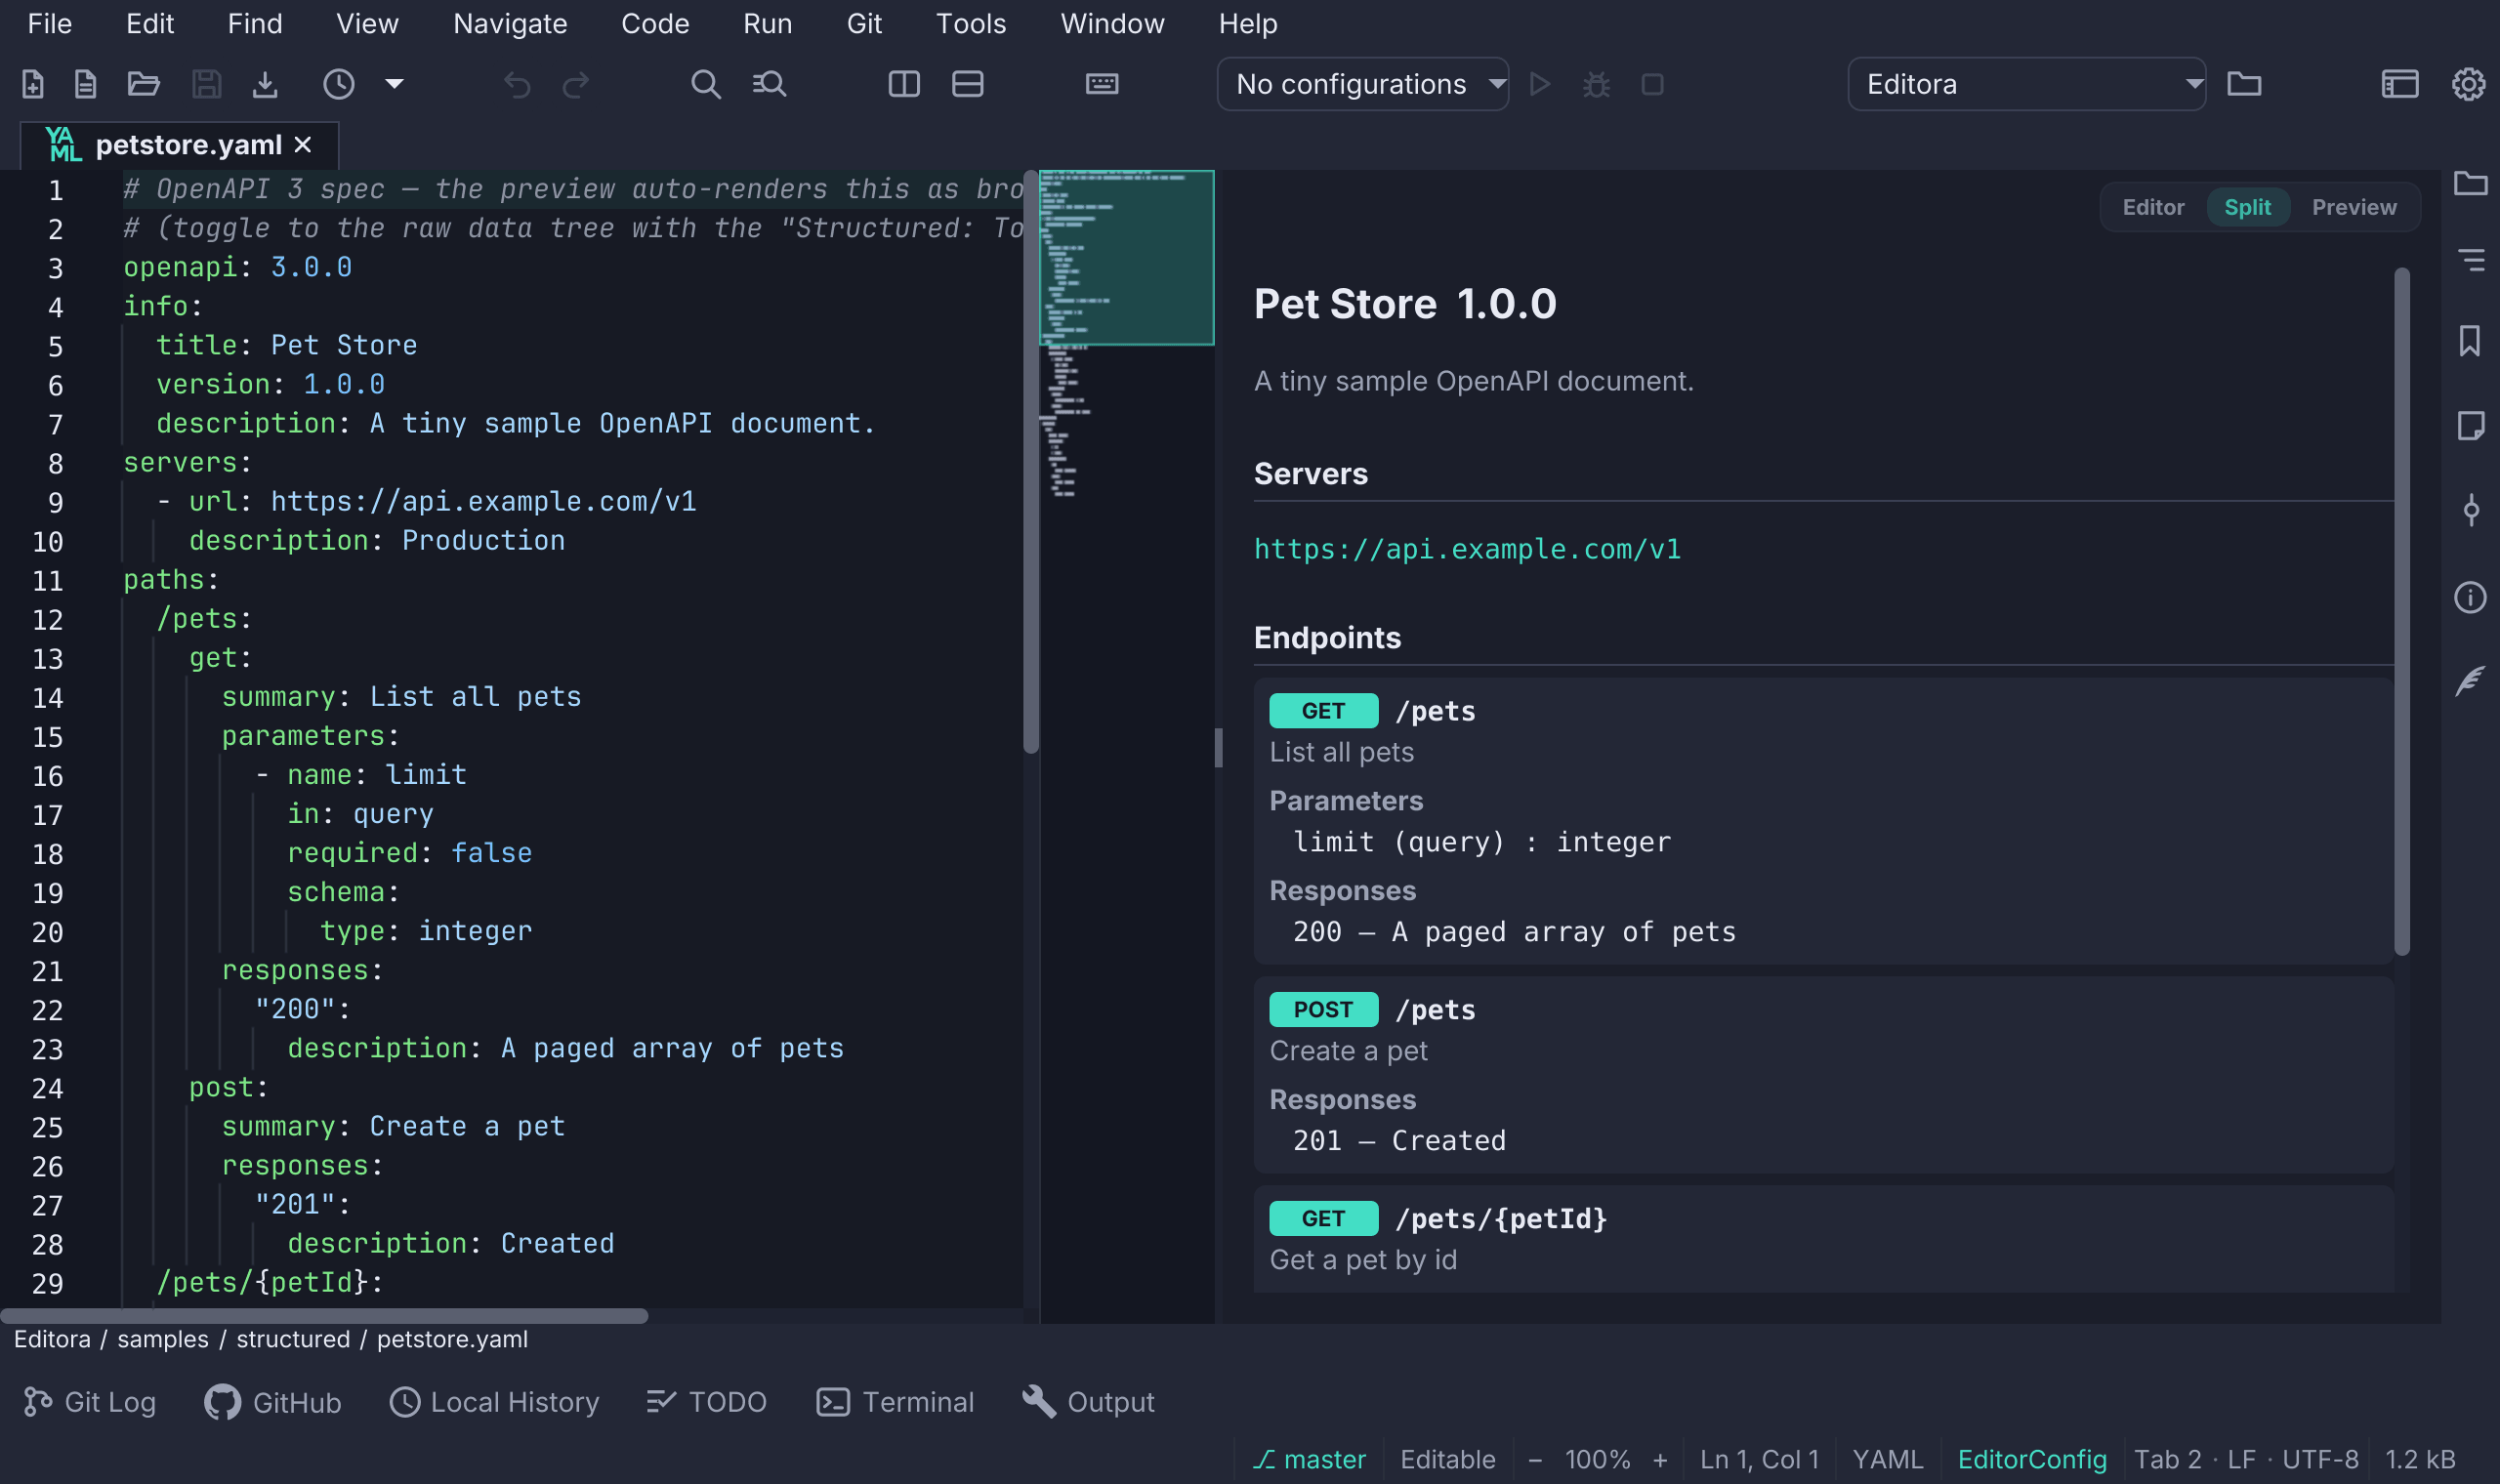 File Edit Find View Navigate Code Run Git Tools Window Help
No configurations Editora
YAML petstore.yaml
Editor Split Preview
1 # OpenAPI 3 spec — the preview auto-renders this as bro
2 # (toggle to the raw data tree with the "Structured: To
3 openapi: 3.0.0
4 info:
5 title: Pet Store
6 version: 1.0.0
7 description: A tiny sample OpenAPI document.
8 servers:
9 - url: https://api.example.com/v1
10 description: Production
11 paths:
12 /pets:
13 get:
14 summary: List all pets
15 parameters:
16 - name: limit
17 in: query
18 required: false
19 schema:
20 type: integer
21 responses:
22 "200":
23 description: A paged array of pets
24 post:
25 summary: Create a pet
26 responses:
27 "201":
28 description: Created
29 /pets/{petId}:
Pet Store 1.0.0
A tiny sample OpenAPI document.
Servers
https://api.example.com/v1
Endpoints
GET /pets
List all pets
Parameters
limit (query) : integer
Responses
200 — A paged array of pets
POST /pets
Create a pet
Responses
201 — Created
GET /pets/{petId}
Get a pet by id
Editora / samples / structured / petstore.yaml
Git Log GitHub Local History TODO Terminal Output
master Editable − 100% + Ln 1, Col 1 YAML EditorConfig Tab 2 · LF · UTF-8 1.2 kB